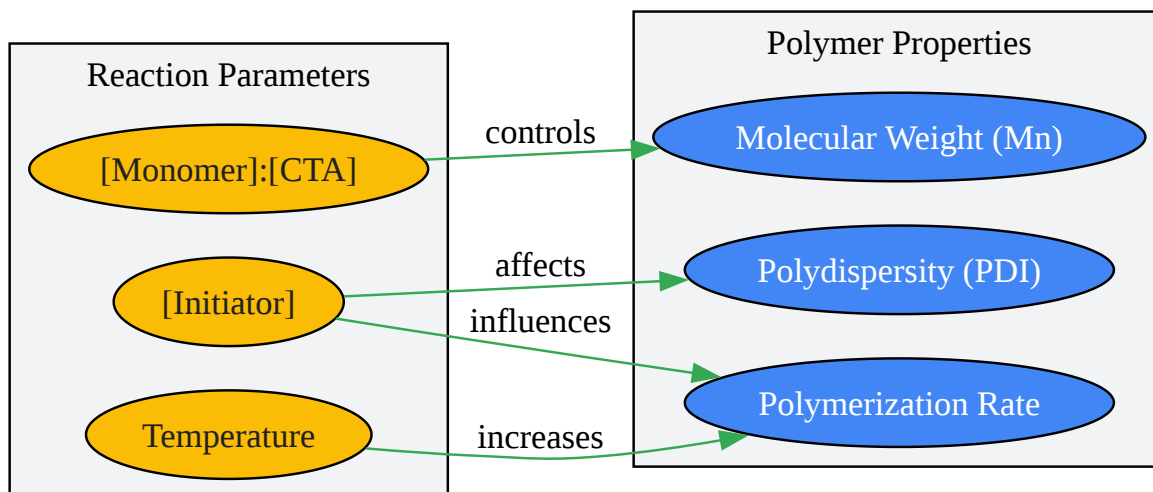 Reaction Parameters
[Monomer]:[CTA]
[Initiator]
Temperature
controls
affects
influences
increases
Polymer Properties
Molecular Weight (Mn)
Polydispersity (PDI)
Polymerization Rate